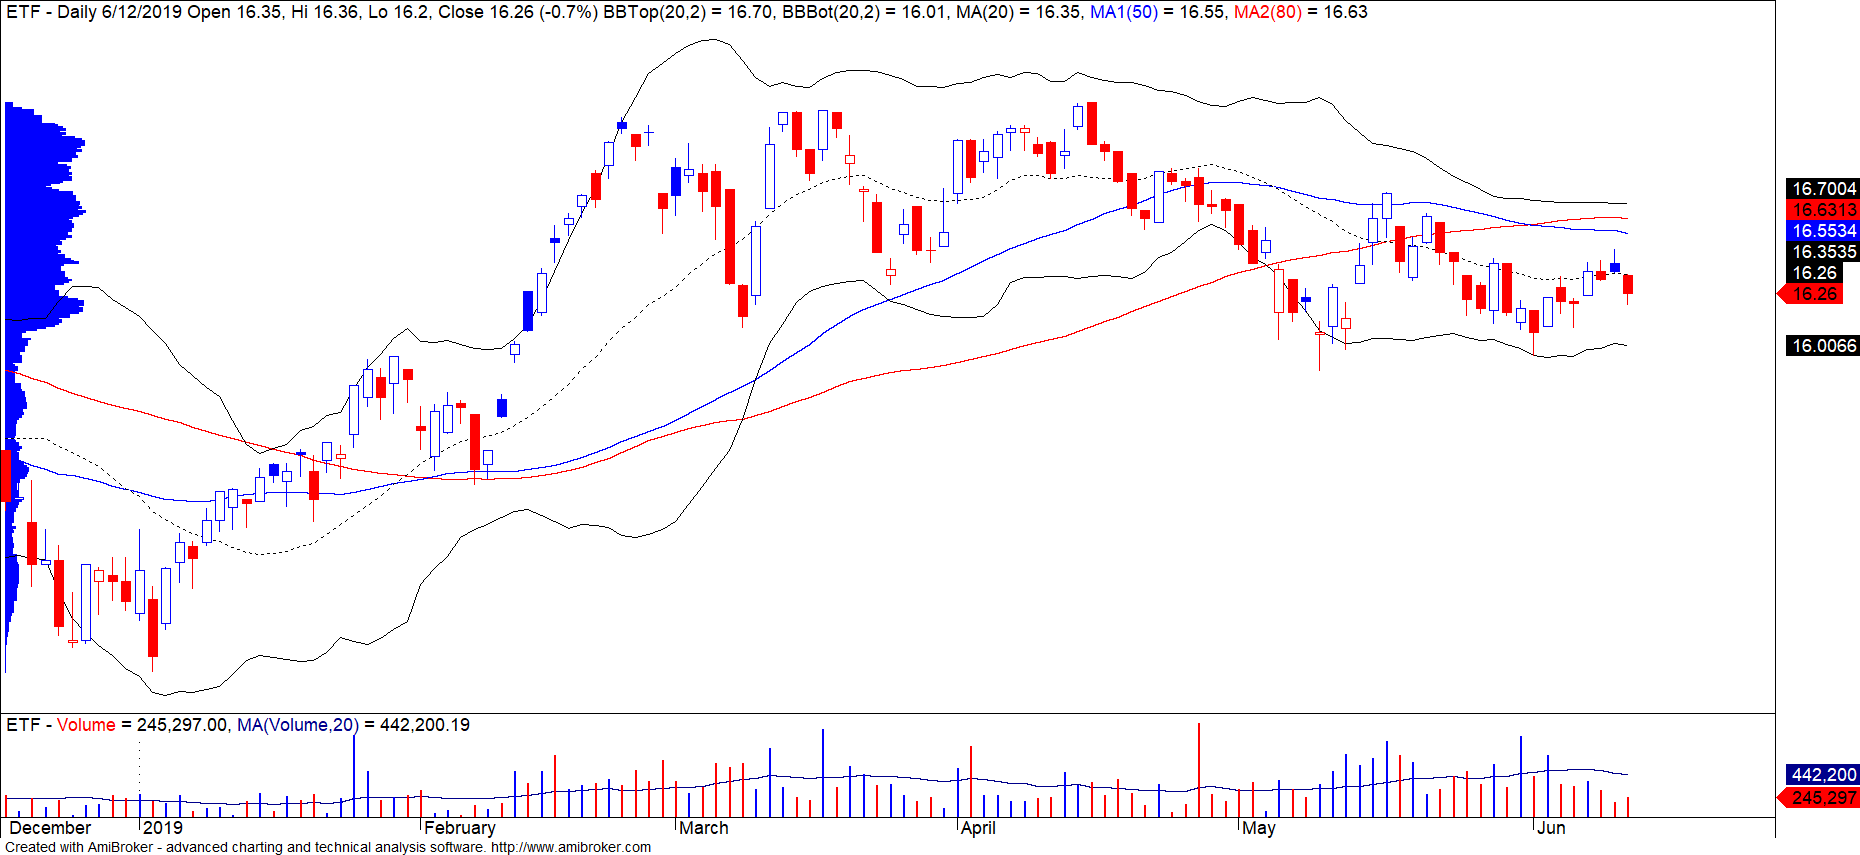 ETF - Daily 6/12/2019 Open 16.35, Hi 16.36, Lo 16.2, Close 16.26 (-0.7%) BBTop(20,2) = 16.70, BBBot(20,2) = 16.01, MA(20) = 16.35, MA1(50) = 16.55, MA2(80) = 16.63
16.7004
16.6313
16.5534
16.3535
16.26
16.26
16.0066
ETF - Volume = 245,297.00, MA(Volume,20) = 442,200.19
442,200
245,297
December 2019 February March April May Jun
Created with AmiBroker - advanced charting and technical analysis software. http://www.amibroker.com